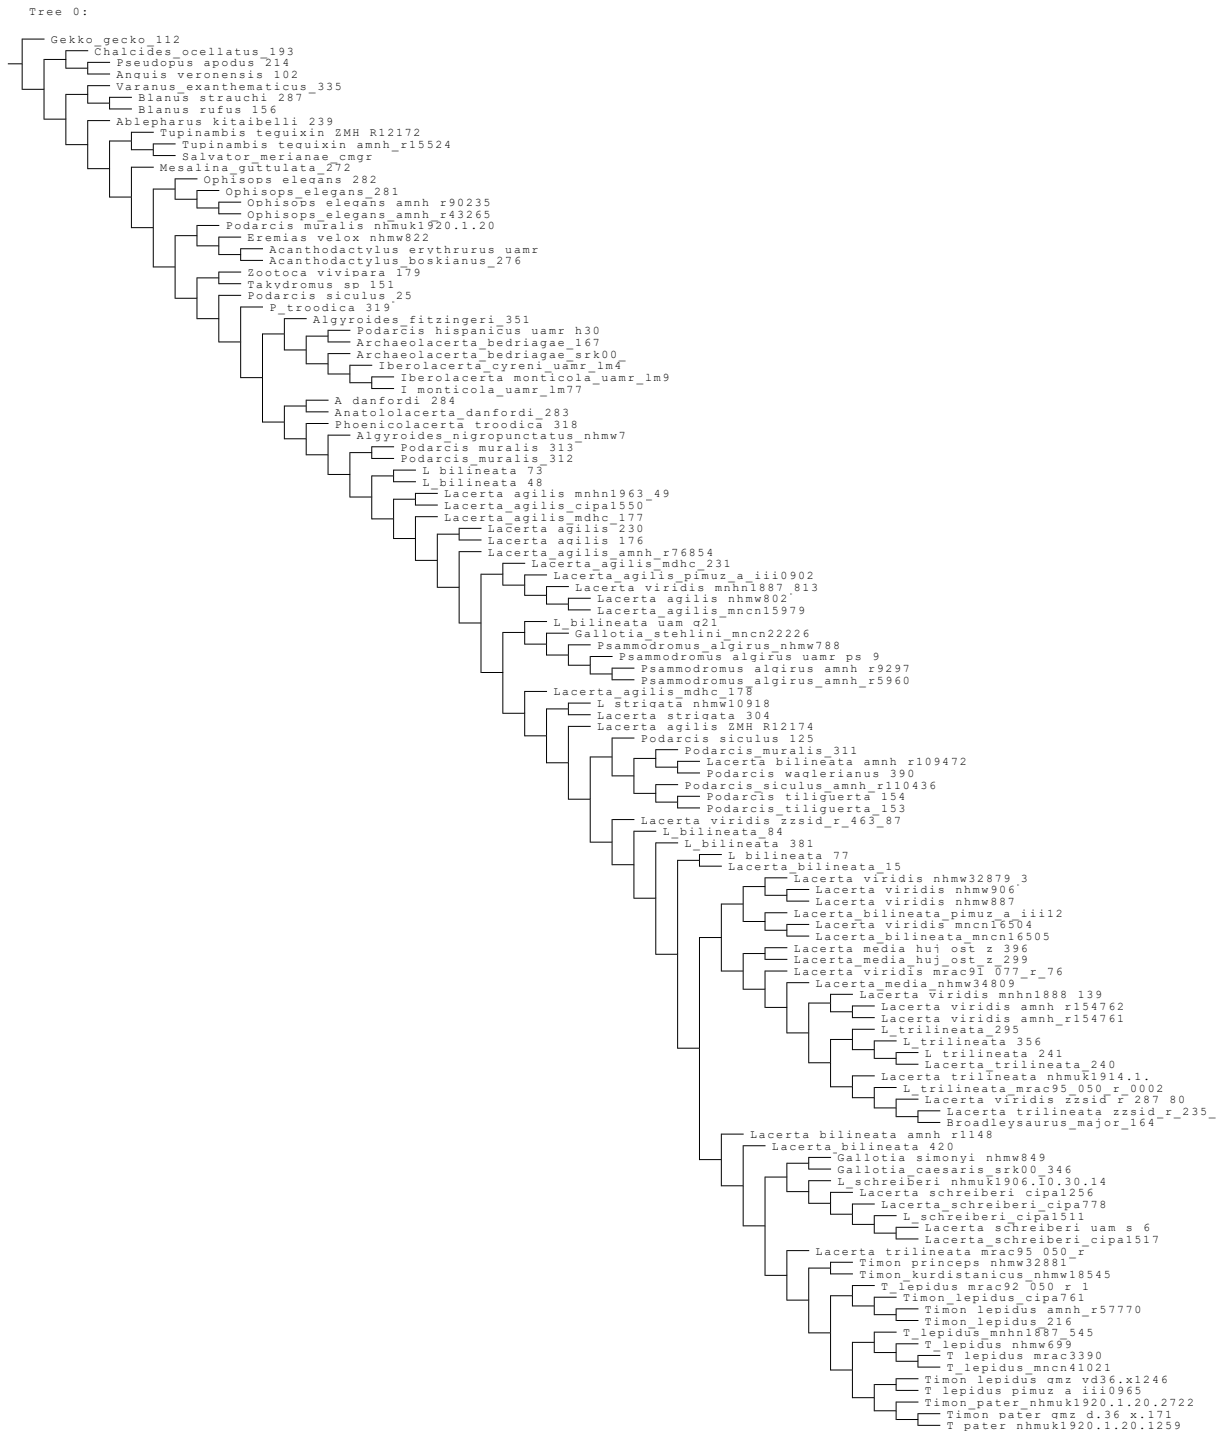 Tree 0:
Gekko_gecko_112
Chalcides_ocellatus_193
Pseudopus_apodus_214
Anguis_veronensis_102
Varanus_exanthematicus_335
Blanus_strauchi_287
Blanus_rufus_156
Ablepharus_kitaibelli_239
Tupinambis_teguixin_ZMH_R12172
Tupinambis_teguixin_amnh_r15524
Salvator_merianae_cmgr
Mesalina_guttulata_272
Ophisops_elegans_282
Ophisops_elegans_281
Ophisops_elegans_amnh_r90235
Ophisops_elegans_amnh_r43265
Podarcis_muralis_nhmuk1920.1.20
Eremias_velox_nhmw822
Acanthodactylus_erythrurus_uamr
Acanthodactylus_boskianus_276
Zootoca_vivipara_179
Takydromus_sp_151
Podarcis_siculus_25
P_troodica_319
Algyroides_fitzingeri_351
Podarcis_hispanicus_uamr_h30
Archaeolacerta_bedriagae_167
Archaeolacerta_bedriagae_srk00_
Iberolacerta_cyreni_uamr_lm4
Iberolacerta_monticola_uamr_lm9
I_monticola_uamr_lm77
A_danfordi_284
Anatololacerta_danfordi_283
Phoenicolacerta_troodica_318
Algyroides_nigropunctatus_nhmw7
Podarcis_muralis_313
Podarcis_muralis_312
L_bilineata_73
L_bilineata_48
Lacerta_agilis_mnhn1963_49
Lacerta_agilis_cipa1550
Lacerta_agilis_mdhc_177
Lacerta_agilis_230
Lacerta_agilis_176
Lacerta_agilis_amnh_r76854
Lacerta_agilis_mdhc_231
Lacerta_agilis_pimuz_a_iii0902
Lacerta_viridis_mnhn1887_813
Lacerta_agilis_nhmw802
Lacerta_agilis_mncn15979
L_bilineata_uam_g21
Gallotia_stehlini_mncn22226
Psammodromus_algirus_nhmw788
Psammodromus_algirus_uamr_ps_9
Psammodromus_algirus_amnh_r9297
Psammodromus_algirus_amnh_r5960
Lacerta_agilis_mdhc_178
L_strigata_nhmw10918
Lacerta_strigata_304
Lacerta_agilis_ZMH_R12174
Podarcis_siculus_125
Podarcis_muralis_311
Lacerta_bilineata_amnh_r109472
Podarcis_waglerianus_390
Podarcis_siculus_amnh_r110436
Podarcis_tiliguerta_154
Podarcis_tiliguerta_153
Lacerta_viridis_zzsid_r_463_87
L_bilineata_84
L_bilineata_381
L_bilineata_77
Lacerta_bilineata_15
Lacerta_viridis_nhmw32879_3
Lacerta_viridis_nhmw906
Lacerta_viridis_nhmw887
Lacerta_bilineata_pimuz_a_iii12
Lacerta_viridis_mncn16504
Lacerta_bilineata_mncn16505
Lacerta_media_huj_ost_z_396
Lacerta_media_huj_ost_z_299
Lacerta_viridis_mrac91_077_r_76
Lacerta_media_nhmw34809
Lacerta_viridis_mnhn1888_139
Lacerta_viridis_amnh_r154762
Lacerta_viridis_amnh_r154761
L_trilineata_295
L_trilineata_356
L_trilineata_241
Lacerta_trilineata_240
Lacerta_trilineata_nhmuk1914.1.
L_trilineata_mrac95_050_r_0002
Lacerta_viridis_zzsid_r_287_80
Lacerta_trilineata_zzsid_r_235_
Broadleysaurus_major_164
Lacerta_bilineata_amnh_r1148
Lacerta_bilineata_420
Gallotia_simonyi_nhmw849
Gallotia_caesaris_srk00_346
L_schreiberi_nhmuk1906.10.30.14
Lacerta_schreiberi_cipa1256
Lacerta_schreiberi_cipa778
L_schreiberi_cipa1511
Lacerta_schreiberi_uam_s_6
Lacerta_schreiberi_cipa1517
Lacerta_trilineata_mrac95_050_r
Timon_princeps_nhmw32881
Timon_kurdistanicus_nhmw18545
T_lepidus_mrac92_050_r_1
Timon_lepidus_cipa761
Timon_lepidus_amnh_r57770
Timon_lepidus_216
T_lepidus_mnhn1887_545
T_lepidus_nhmw699
T_lepidus_mrac3390
T_lepidus_mncn41021
Timon_lepidus_gmz_vd36.x1246
T_lepidus_pimuz_a_iii0965
Timon_pater_nhmuk1920.1.20.2722
Timon_pater_gmz_d.36_x.171
T_pater_nhmuk1920.1.20.1259